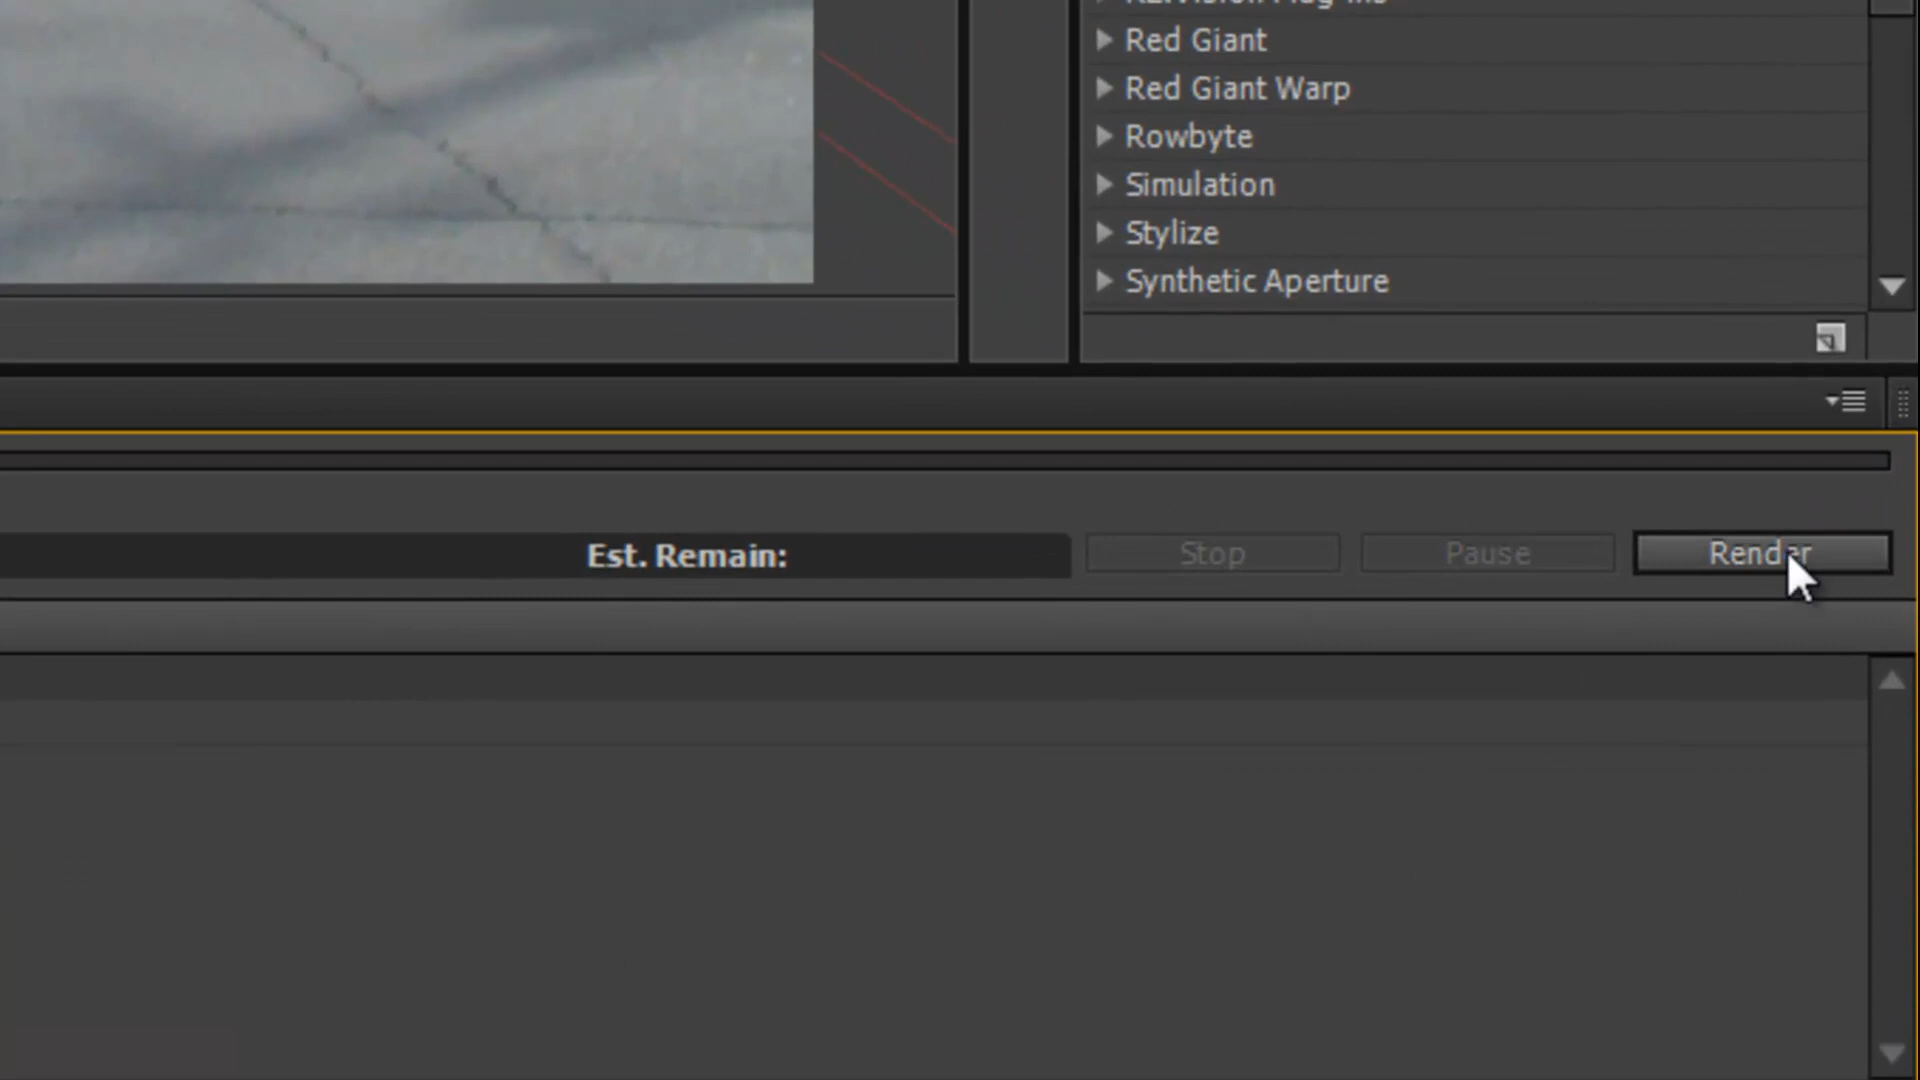 Red Giant
Red Giant Warp
Rowbyte
Simulation
Stylize
Synthetic Aperture
Est. Remain:
Stop
Pause
Render